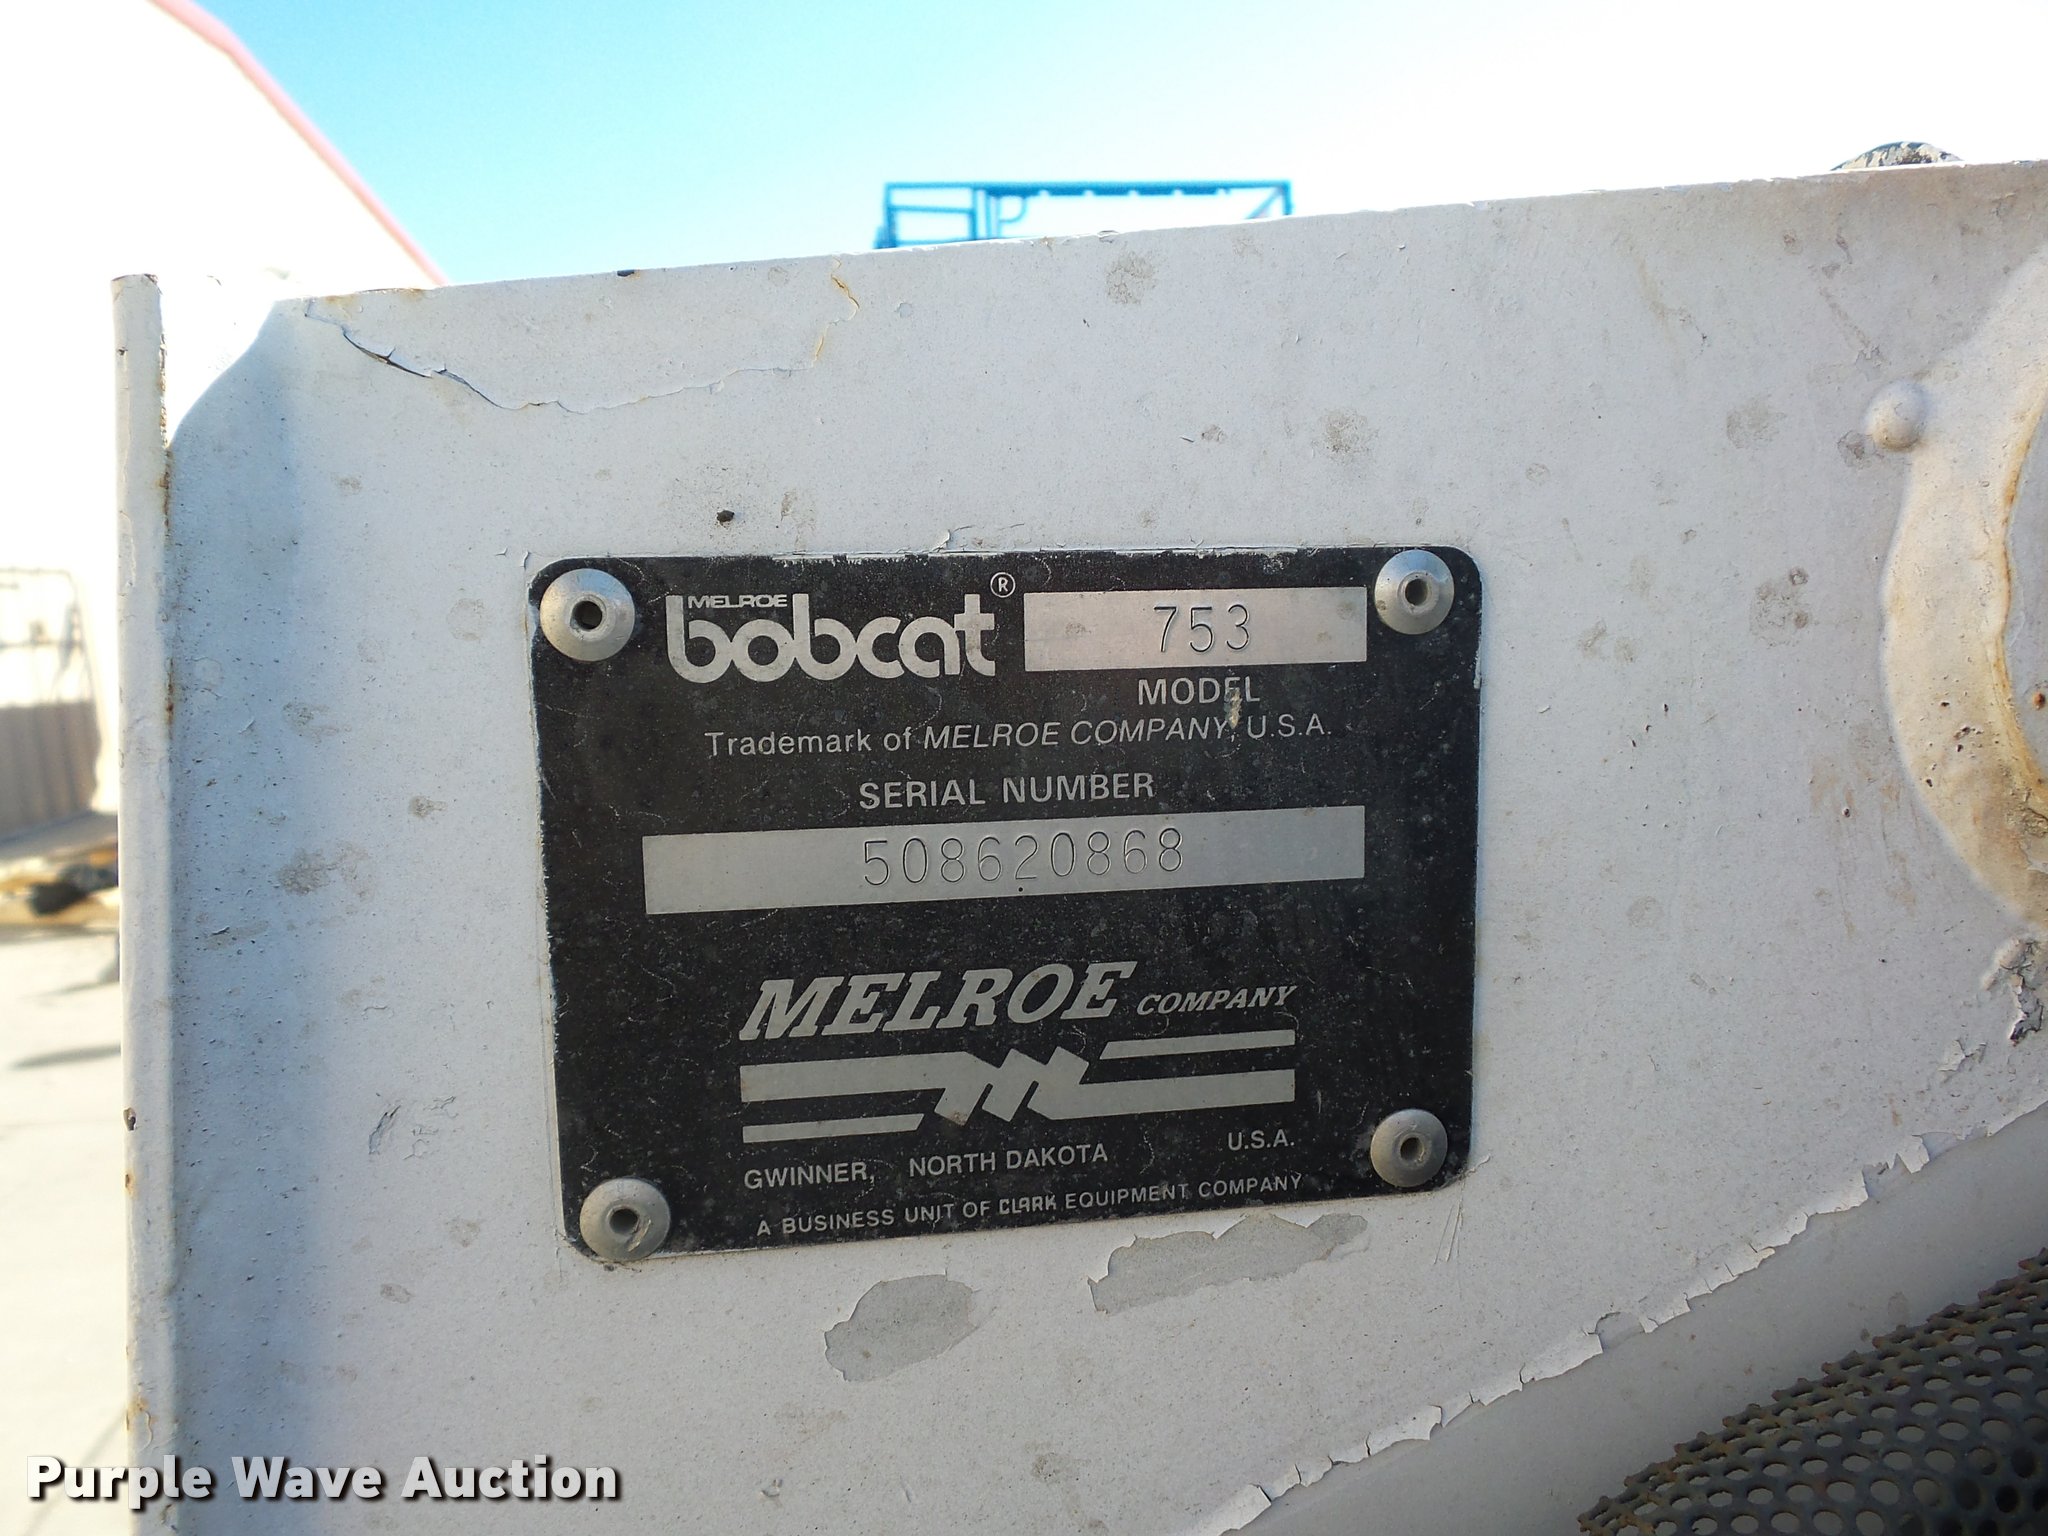 MELROE
bobcat ® 753
MODEL
Trademark of MELROE COMPANY, U.S.A.
SERIAL NUMBER
508620868
MELROE COMPANY
GWINNER, NORTH DAKOTA U.S.A.
A BUSINESS UNIT OF CLARK EQUIPMENT COMPANY
Purple Wave Auction